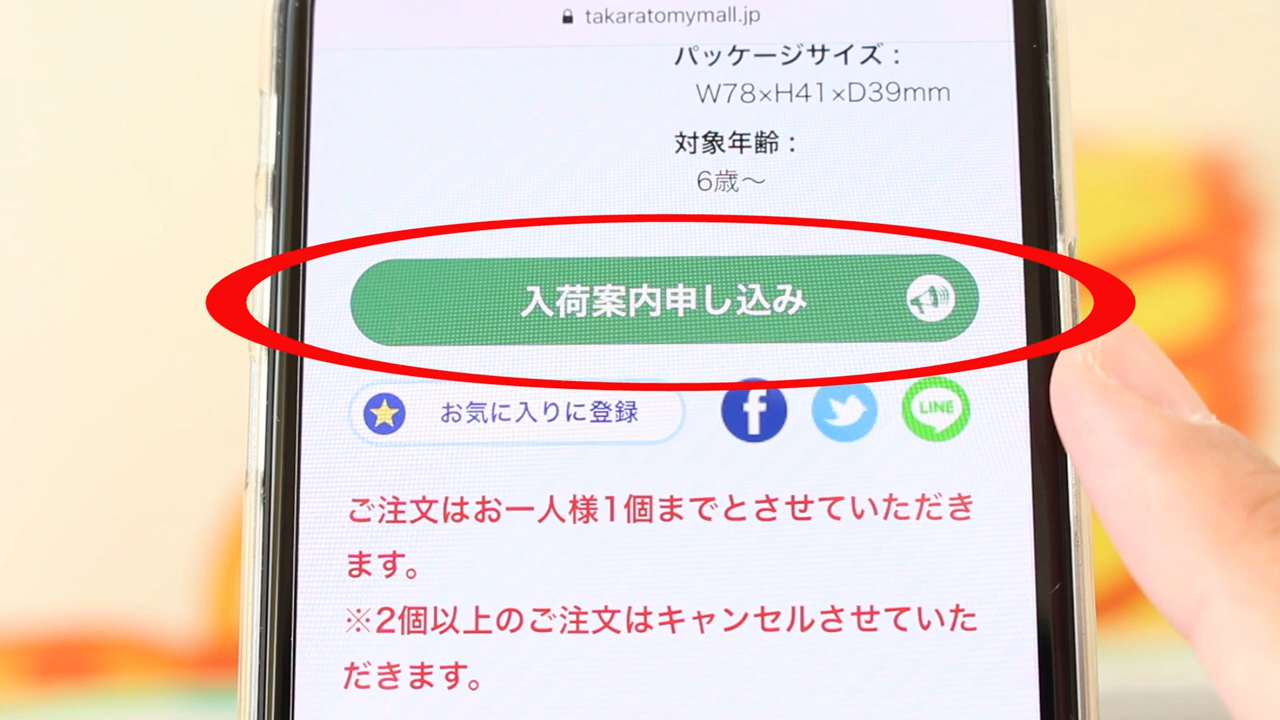 takaratomymall.jp
パッケージサイズ：
W78×H41×D39mm
対象年齢：
6歳～
入荷案内申し込み
お気に入りに登録
f
LINE
ご注文はお一人様1個までとさせていただき
ます。
※2個以上のご注文はキャンセルさせていた
だきます。